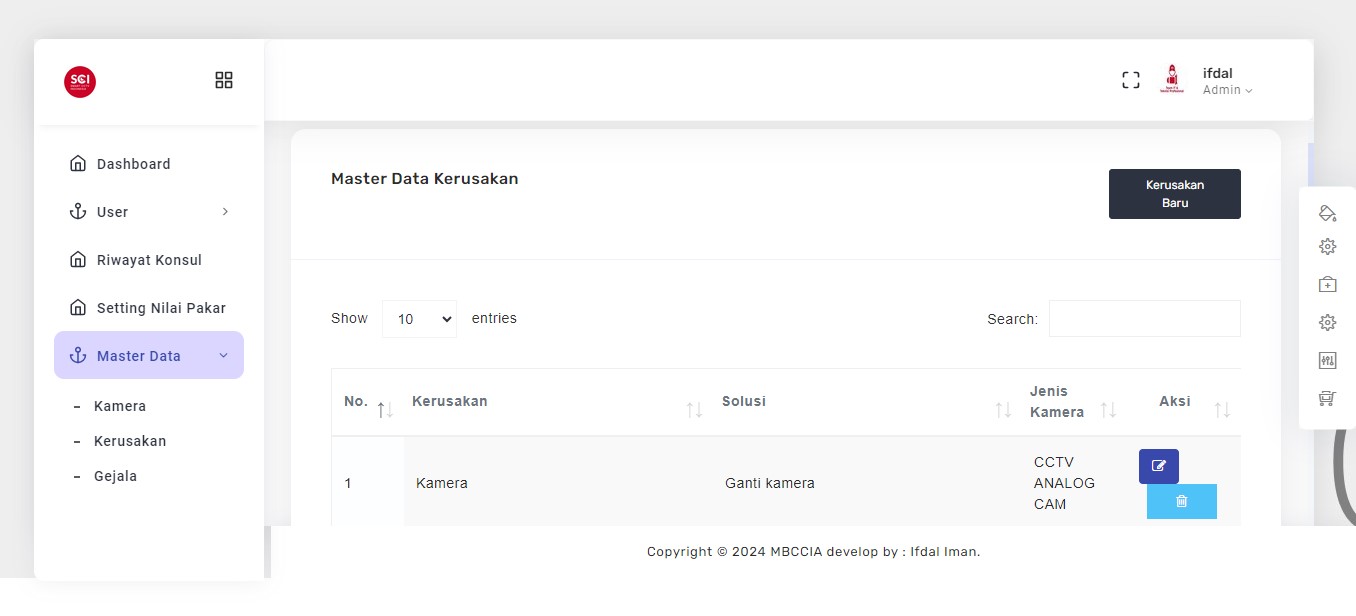 SCI
ifdal
Admin
Dashboard
User
Riwayat Konsul
Setting Nilai Pakar
Master Data
Kamera
Kerusakan
Gejala
Master Data Kerusakan
Kerusakan
Baru
Show 10 entries
Search:
No. Kerusakan Solusi Jenis
Kamera Aksi
1 Kamera Ganti kamera CCTV
ANALOG
CAM
Copyright © 2024 MBCCIA develop by : Ifdal Iman.